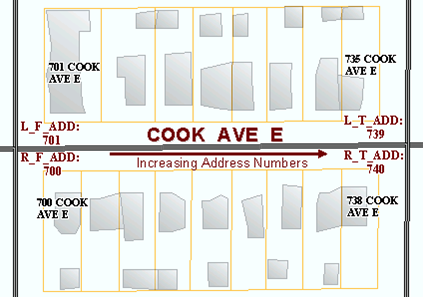 701 COOK
AVE E
735 COOK
AVE E
L_F_ADD:
701
COOK AVE E
L_T_ADD:
739
R_F_ADD:
700
Increasing Address Numbers
R_T_ADD:
740
700 COOK
AVE E
738 COOK
AVE E